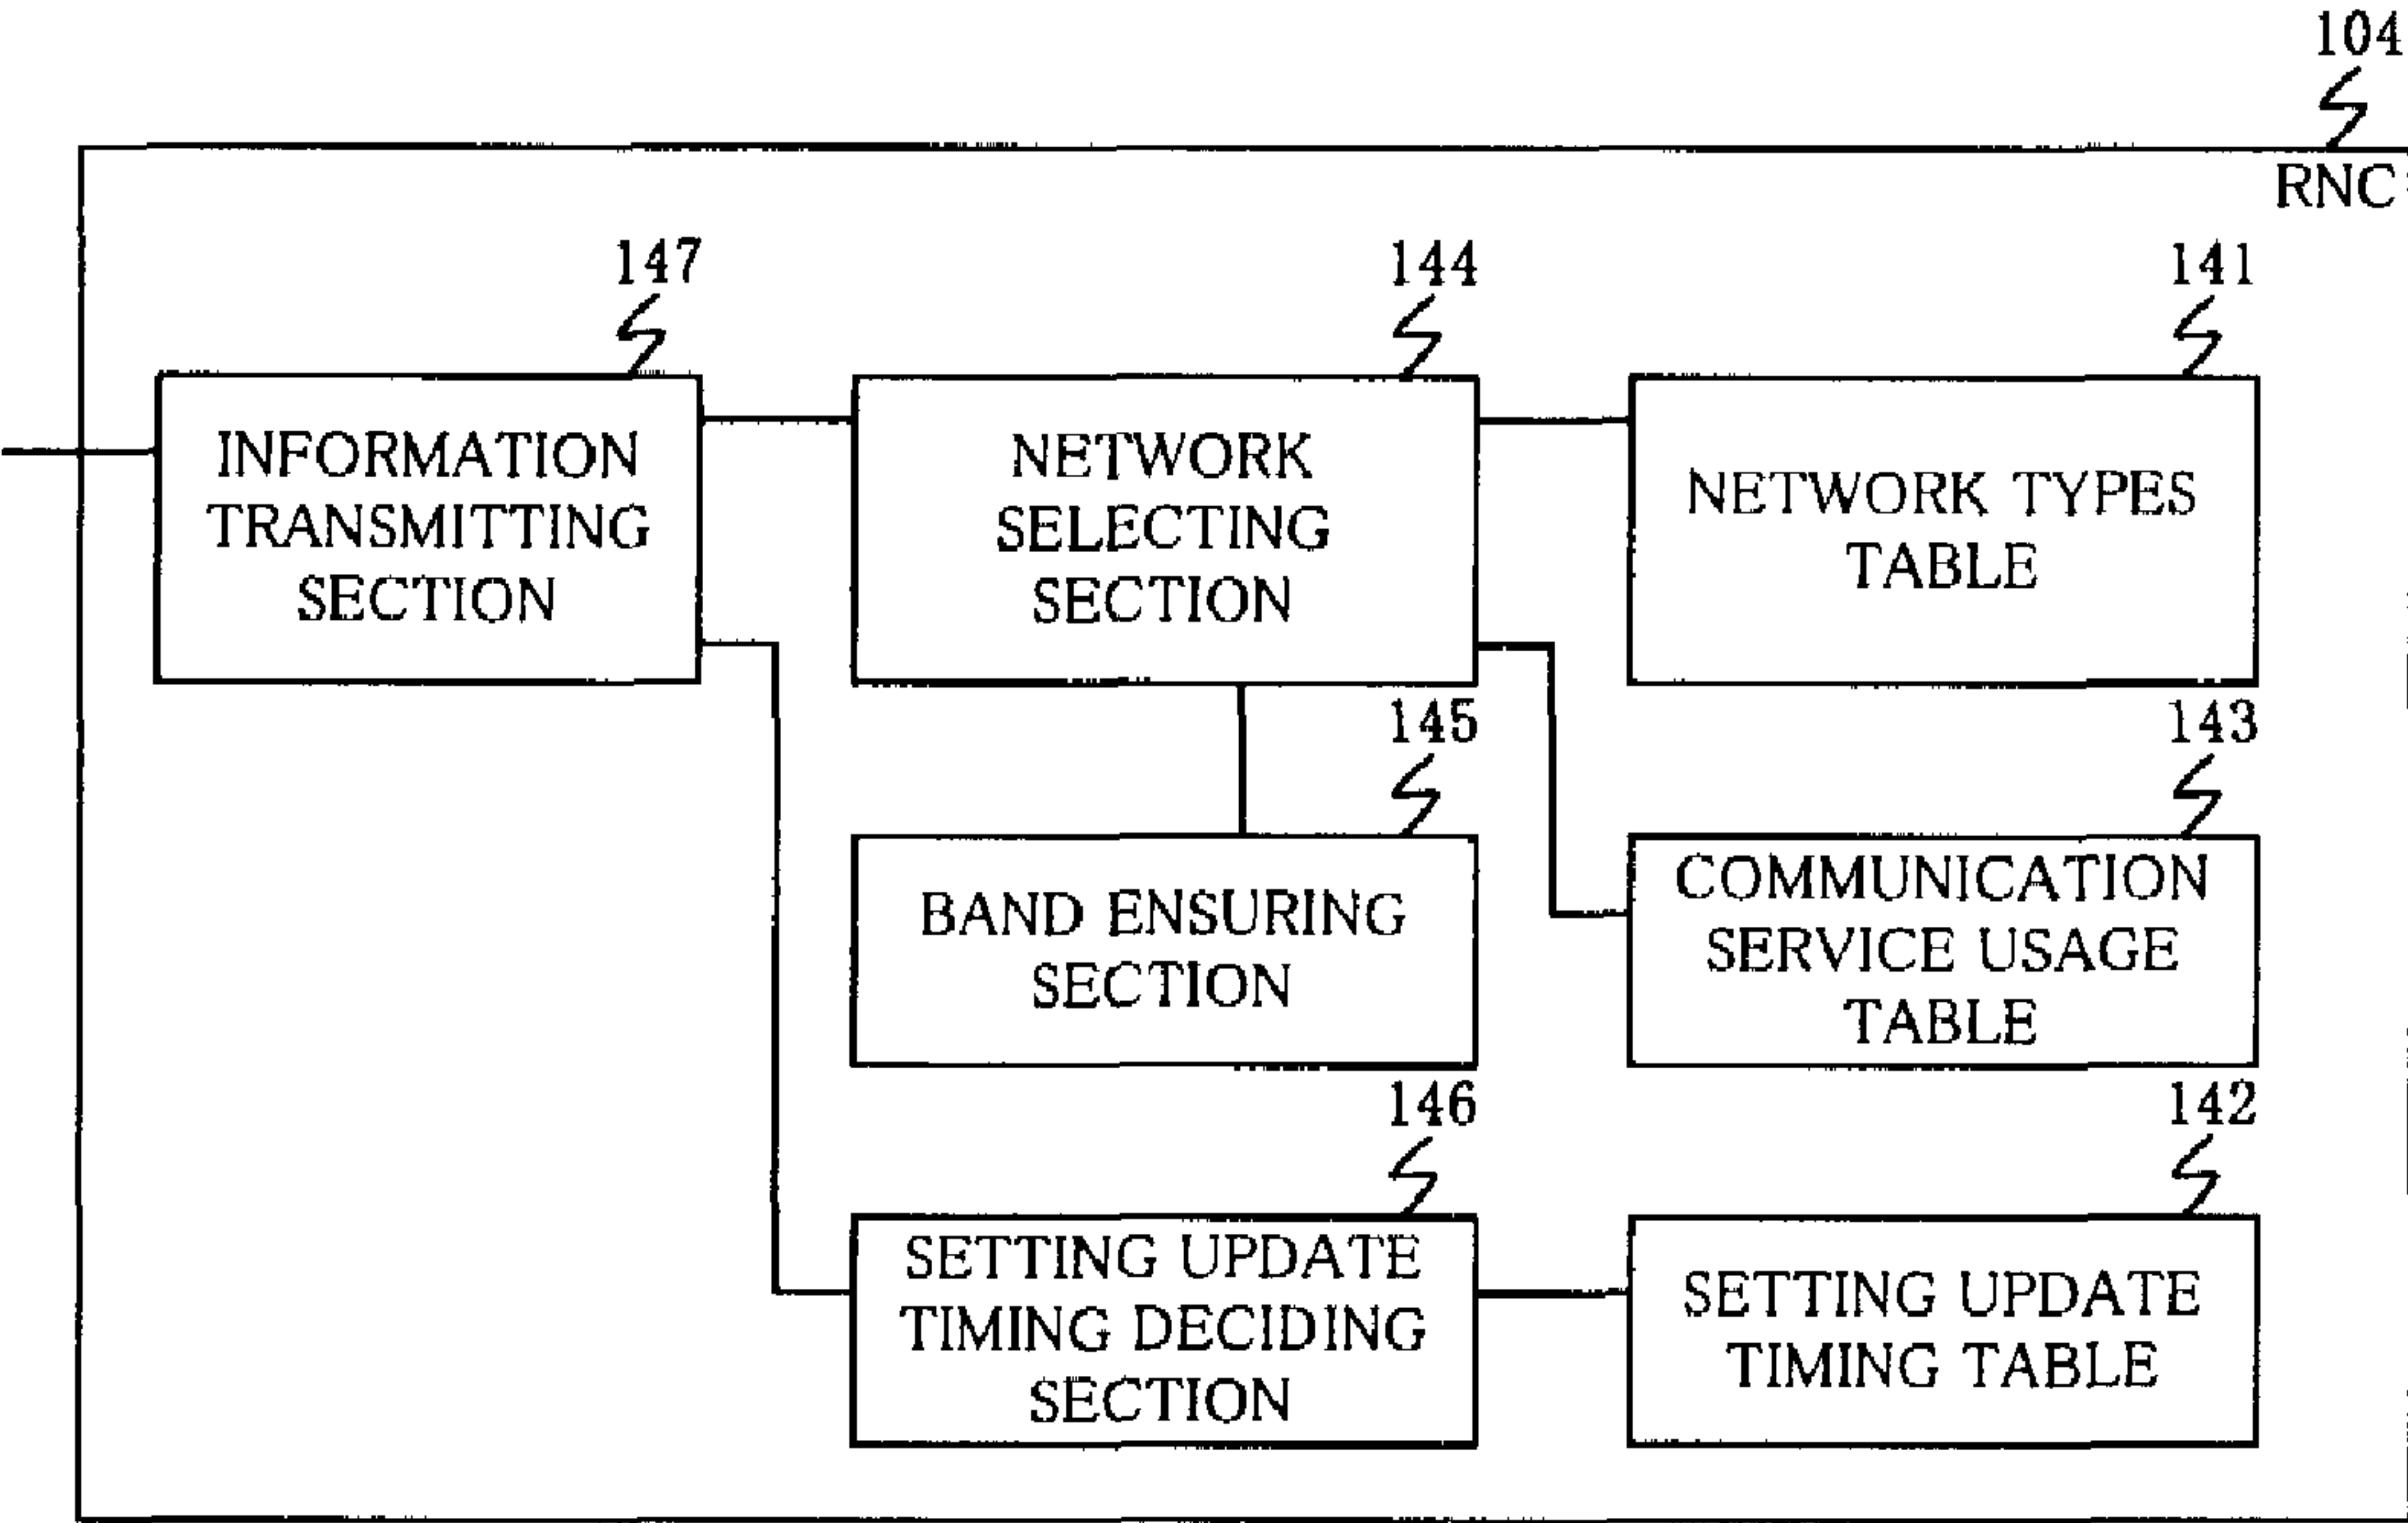 104
RNC
147
144
141
INFORMATION
TRANSMITTING
SECTION
NETWORK
SELECTING
SECTION
NETWORK TYPES
TABLE
145
143
BAND ENSURING
SECTION
COMMUNICATION
SERVICE USAGE
TABLE
146
142
SETTING UPDATE
TIMING DECIDING
SECTION
SETTING UPDATE
TIMING TABLE